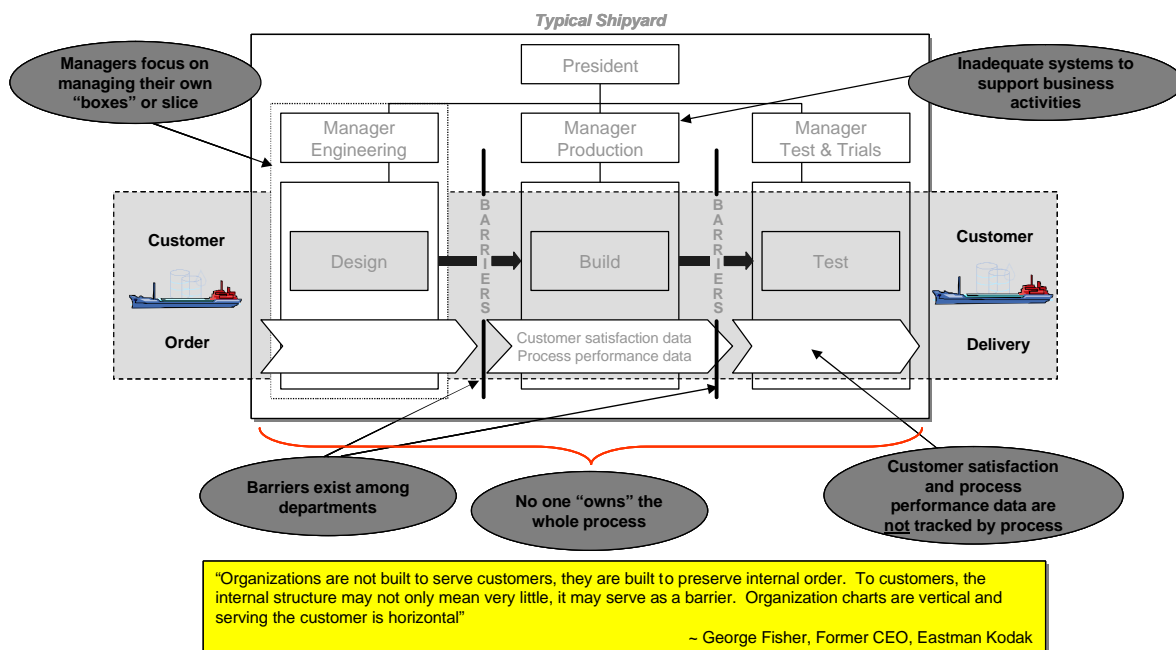 Typical Shipyard
Managers focus on
managing their own
“boxes” or slice
President
Inadequate systems to
support business
activities
Manager
Engineering
Manager
Production
Manager
Test & Trials
BARRIERS
BARRIERS
Customer
Order
Design
Build
Test
Customer
Delivery
Customer satisfaction data
Process performance data
Barriers exist among
departments
No one “owns” the
whole process
Customer satisfaction
and process
performance data are
not tracked by process
“Organizations are not built to serve customers, they are built to preserve internal order.  To customers, the
internal structure may not only mean very little, it may serve as a barrier.  Organization charts are vertical and
serving the customer is horizontal”
~ George Fisher, Former CEO, Eastman Kodak